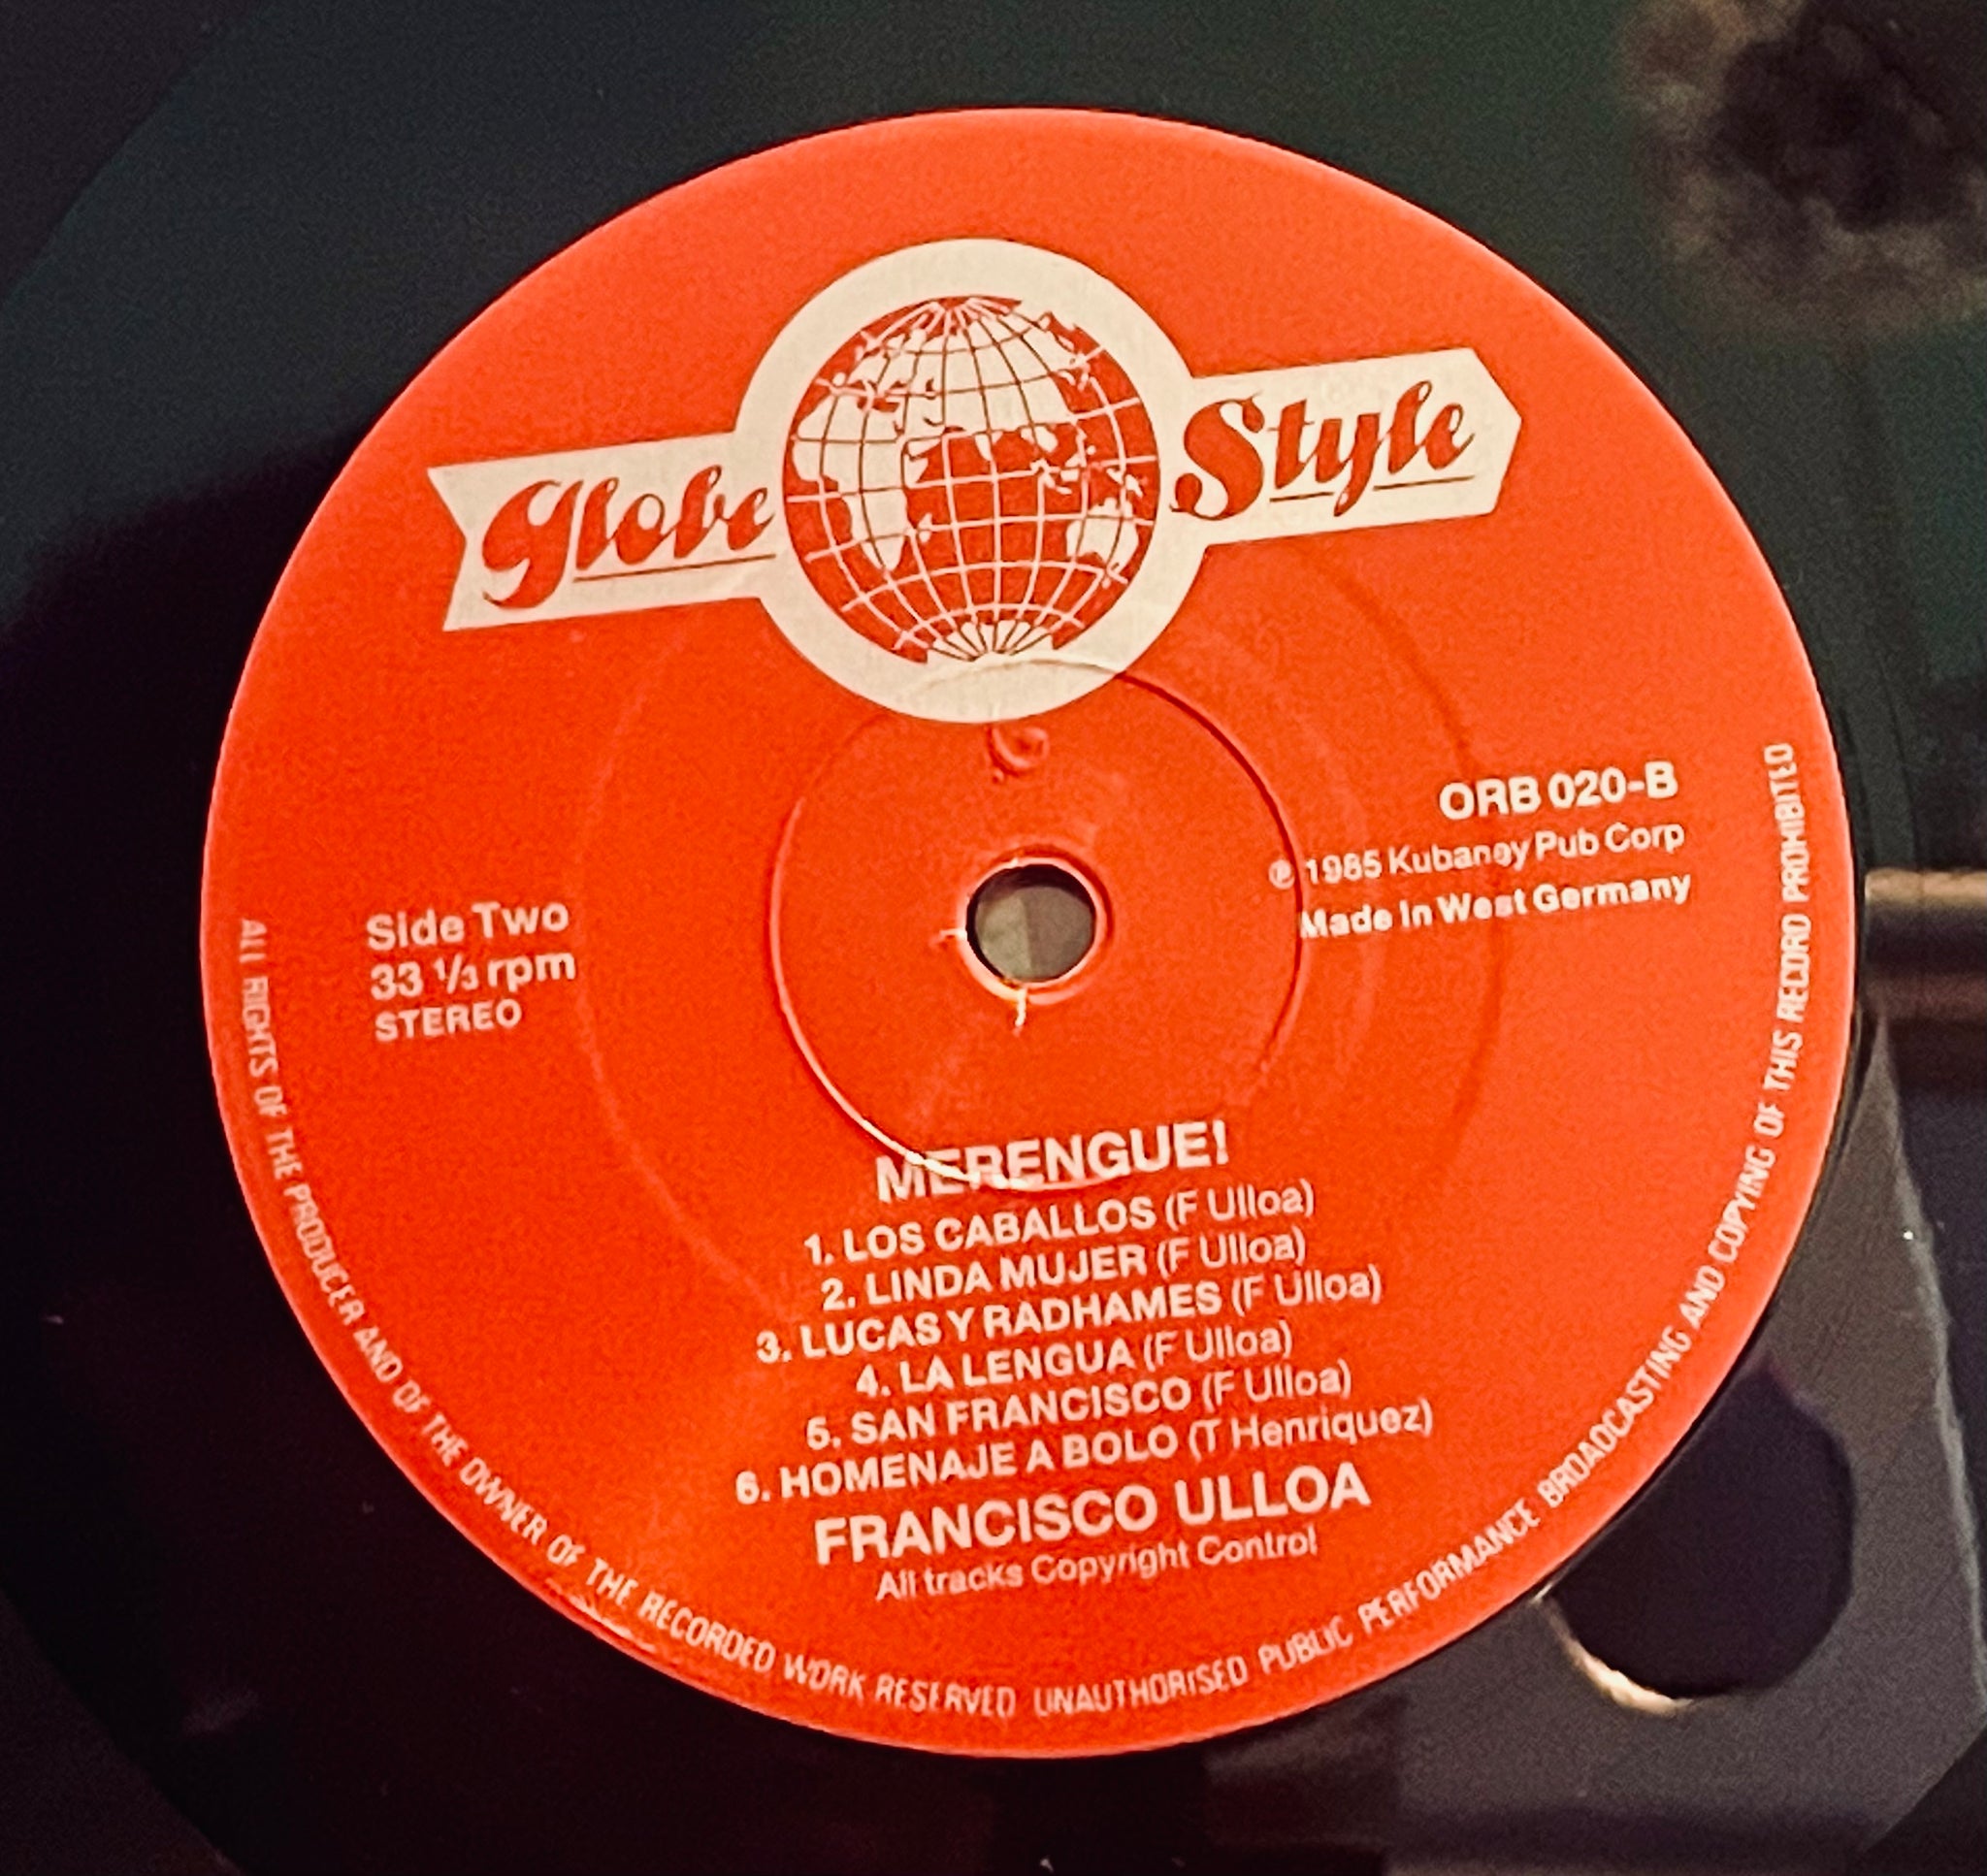 Globe Style
ORB 020-B
℗ 1985 Kubaney Pub Corp
Made in West Germany
Side Two
33 1/3 rpm
STEREO
MERENGUE!
1. LOS CABALLOS (F Ulloa)
2. LINDA MUJER (F Ulloa)
3. LUCAS Y RADHAMES (F Ulloa)
4. LA LENGUA (F Ulloa)
5. SAN FRANCISCO (F Ulloa)
6. HOMENAJE A BOLO (T Henriquez)
FRANCISCO ULLOA
All tracks Copyright Control
ALL RIGHTS OF THE PRODUCER AND OF THE OWNER OF THE RECORDED WORK RESERVED UNAUTHORISED PUBLIC PERFORMANCE BROADCASTING AND COPYING OF THIS RECORD PROHIBITED